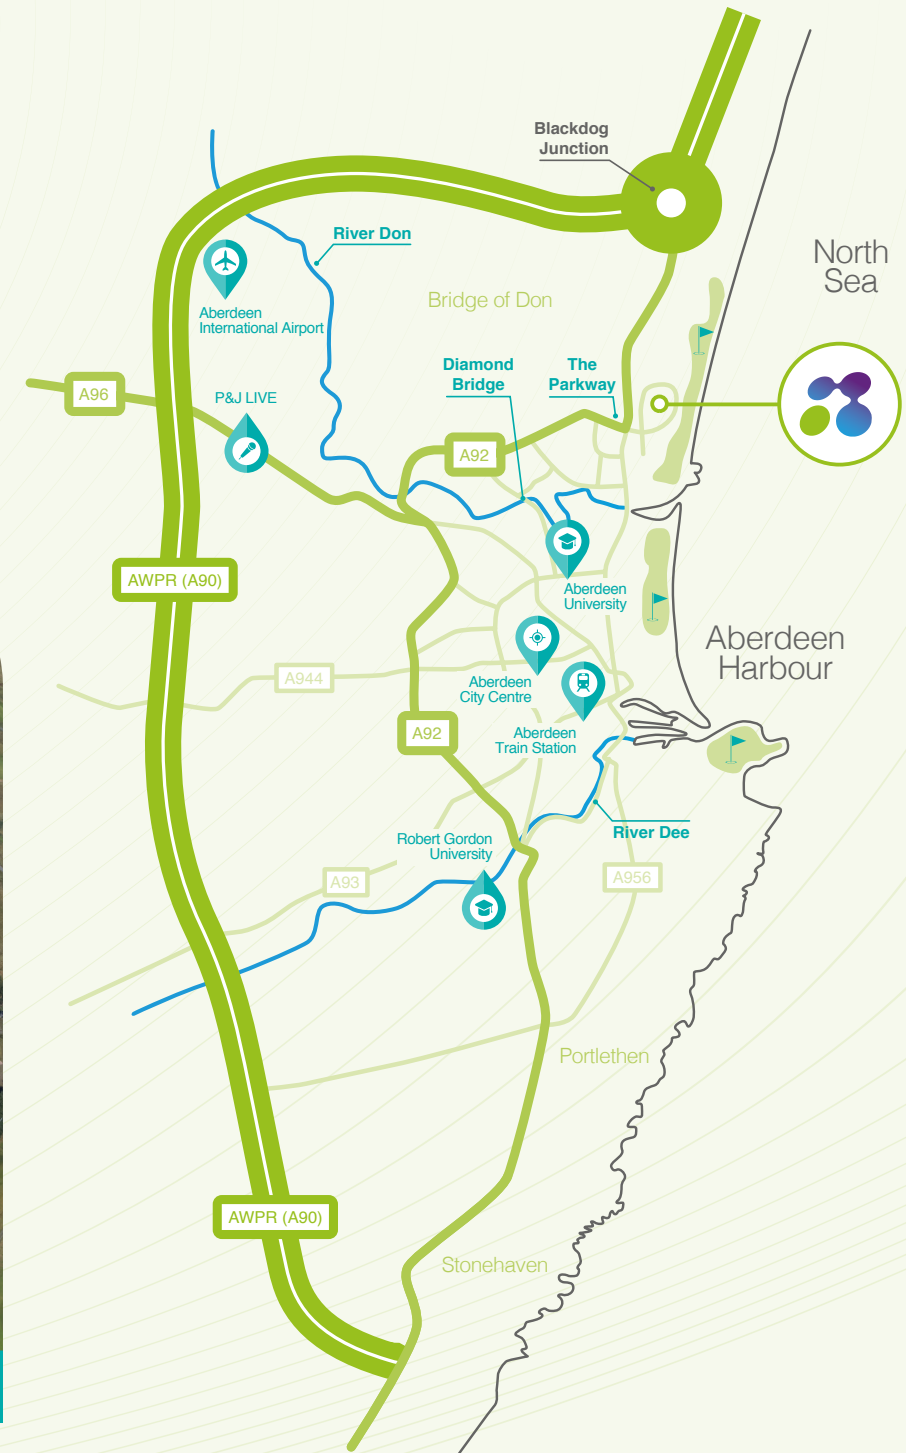 Blackdog
Junction
North
Sea
River Don
Bridge of Don
Aberdeen
International Airport
Diamond
Bridge
The
Parkway
A96
P&J LIVE
A92
AWPR (A90)
Aberdeen
University
Aberdeen
Harbour
A944
Aberdeen
City Centre
A92
Aberdeen
Train Station
River Dee
Robert Gordon
University
A93
A956
Portlethen
AWPR (A90)
Stonehaven